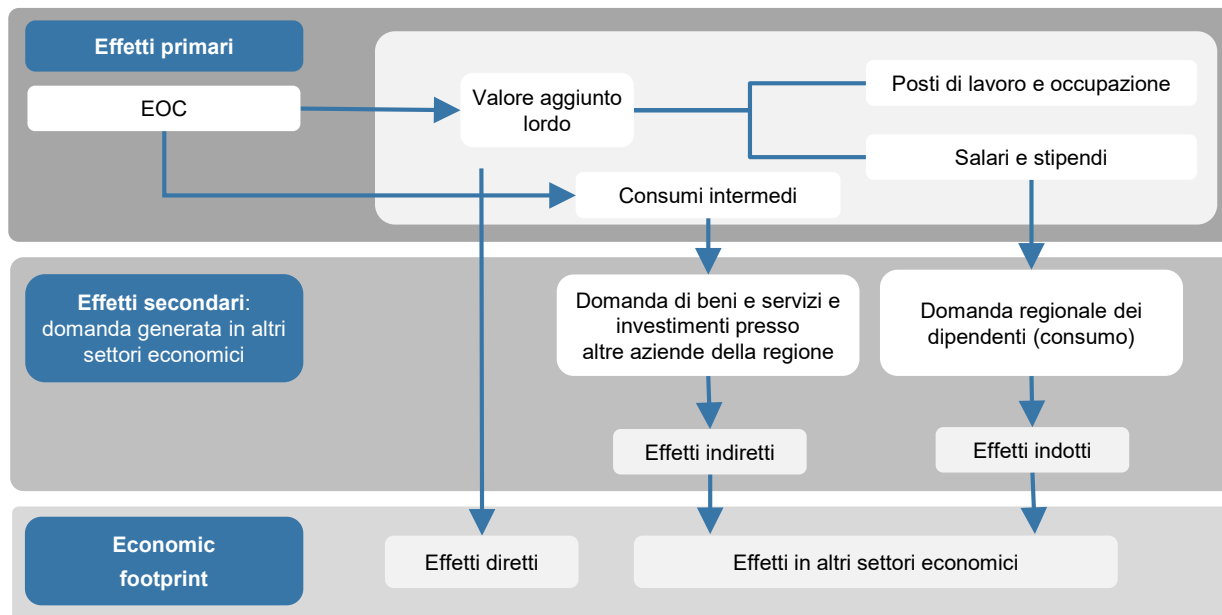 Effetti primari
EOC
Valore aggiunto
lordo
Posti di lavoro e occupazione
Salari e stipendi
Consumi intermedi
Effetti secondari:
domanda generata in altri
settori economici
Domanda di beni e servizi e
investimenti presso
altre aziende della regione
Domanda regionale dei
dipendenti (consumo)
Effetti indiretti
Effetti indotti
Economic
footprint
Effetti diretti
Effetti in altri settori economici